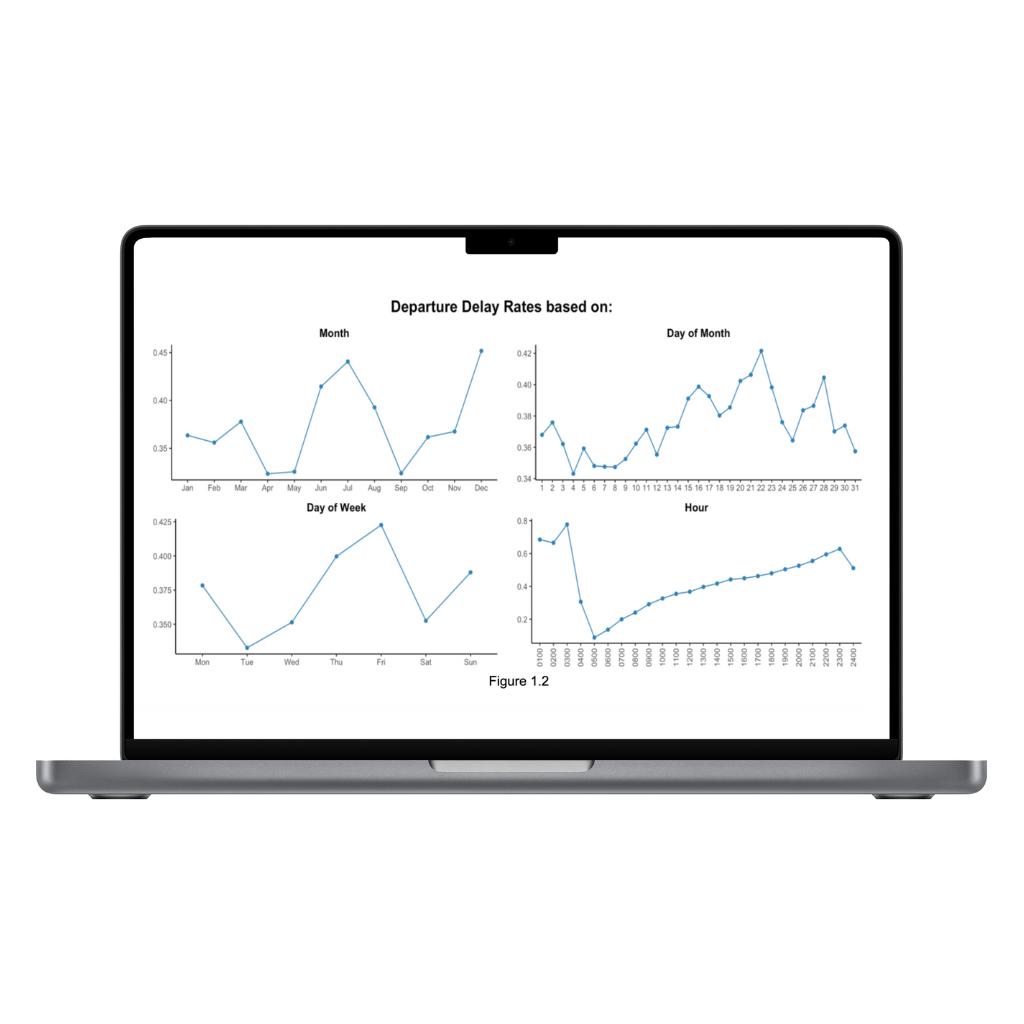 Departure Delay Rates based on:
Month
0.45
0.40
0.35
Jan Feb Mar Apr May Jun Jul Aug Sep Oct Nov Dec
Day of Month
0.42
0.40
0.38
0.36
0.34
1 2 3 4 5 6 7 8 9 10 11 12 13 14 15 16 17 18 19 20 21 22 23 24 25 26 27 28 29 30 31
Day of Week
0.425
0.400
0.375
0.350
Mon Tue Wed Thu Fri Sat Sun
Hour
0.8
0.6
0.4
0.2
0100 0200 0300 0400 0500 0600 0700 0800 0900 1000 1100 1200 1300 1400 1500 1600 1700 1800 1900 2000 2100 2200 2300 2400
Figure 1.2